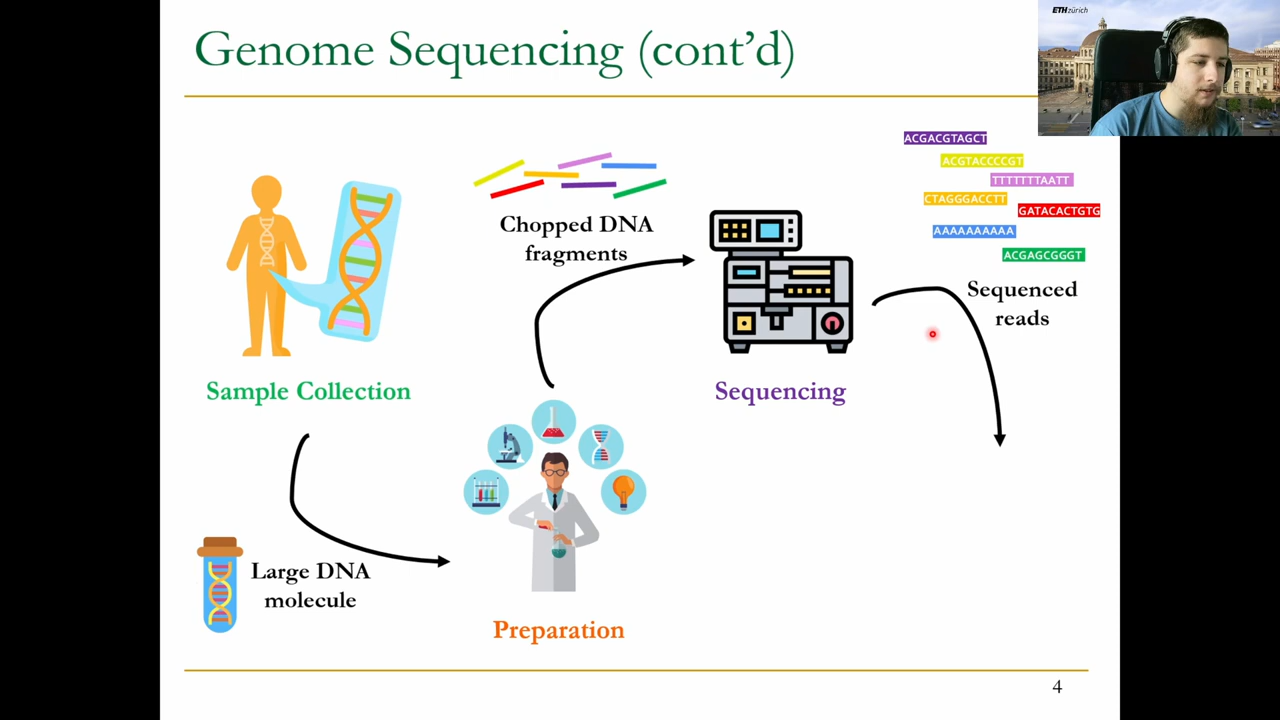 Genome Sequencing (cont'd)
ETH zürich
ACGACGTAGCT
ACGTACCCCGT
TTTTTTTAATT
CTAGGGACCTT
GATACACTGTG
AAAAAAAAAA
ACGAGCGGGT
Chopped DNA
fragments
Sequenced
reads
Sample Collection
Sequencing
Large DNA
molecule
Preparation
4